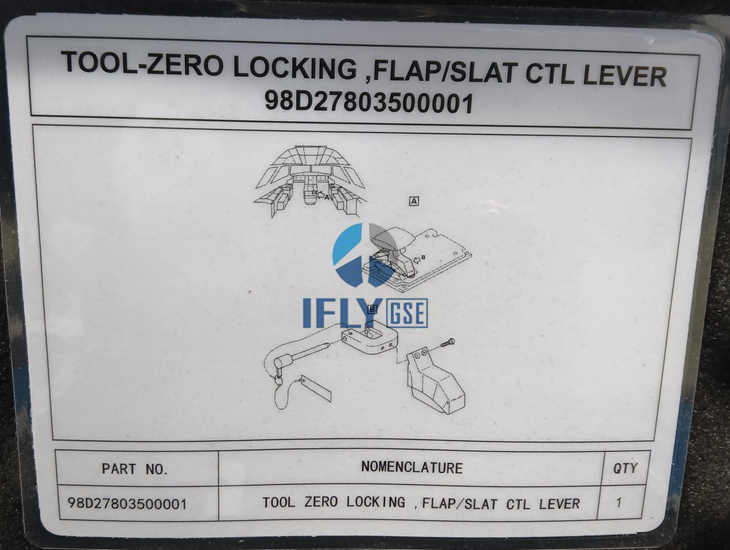 TOOL-ZERO LOCKING ,FLAP/SLAT CTL LEVER
98D27803500001
A
A
B
IFLY GSE
B
PART NO. NOMENCLATURE QTY
98D27803500001 TOOL ZERO LOCKING ,FLAP/SLAT CTL LEVER 1